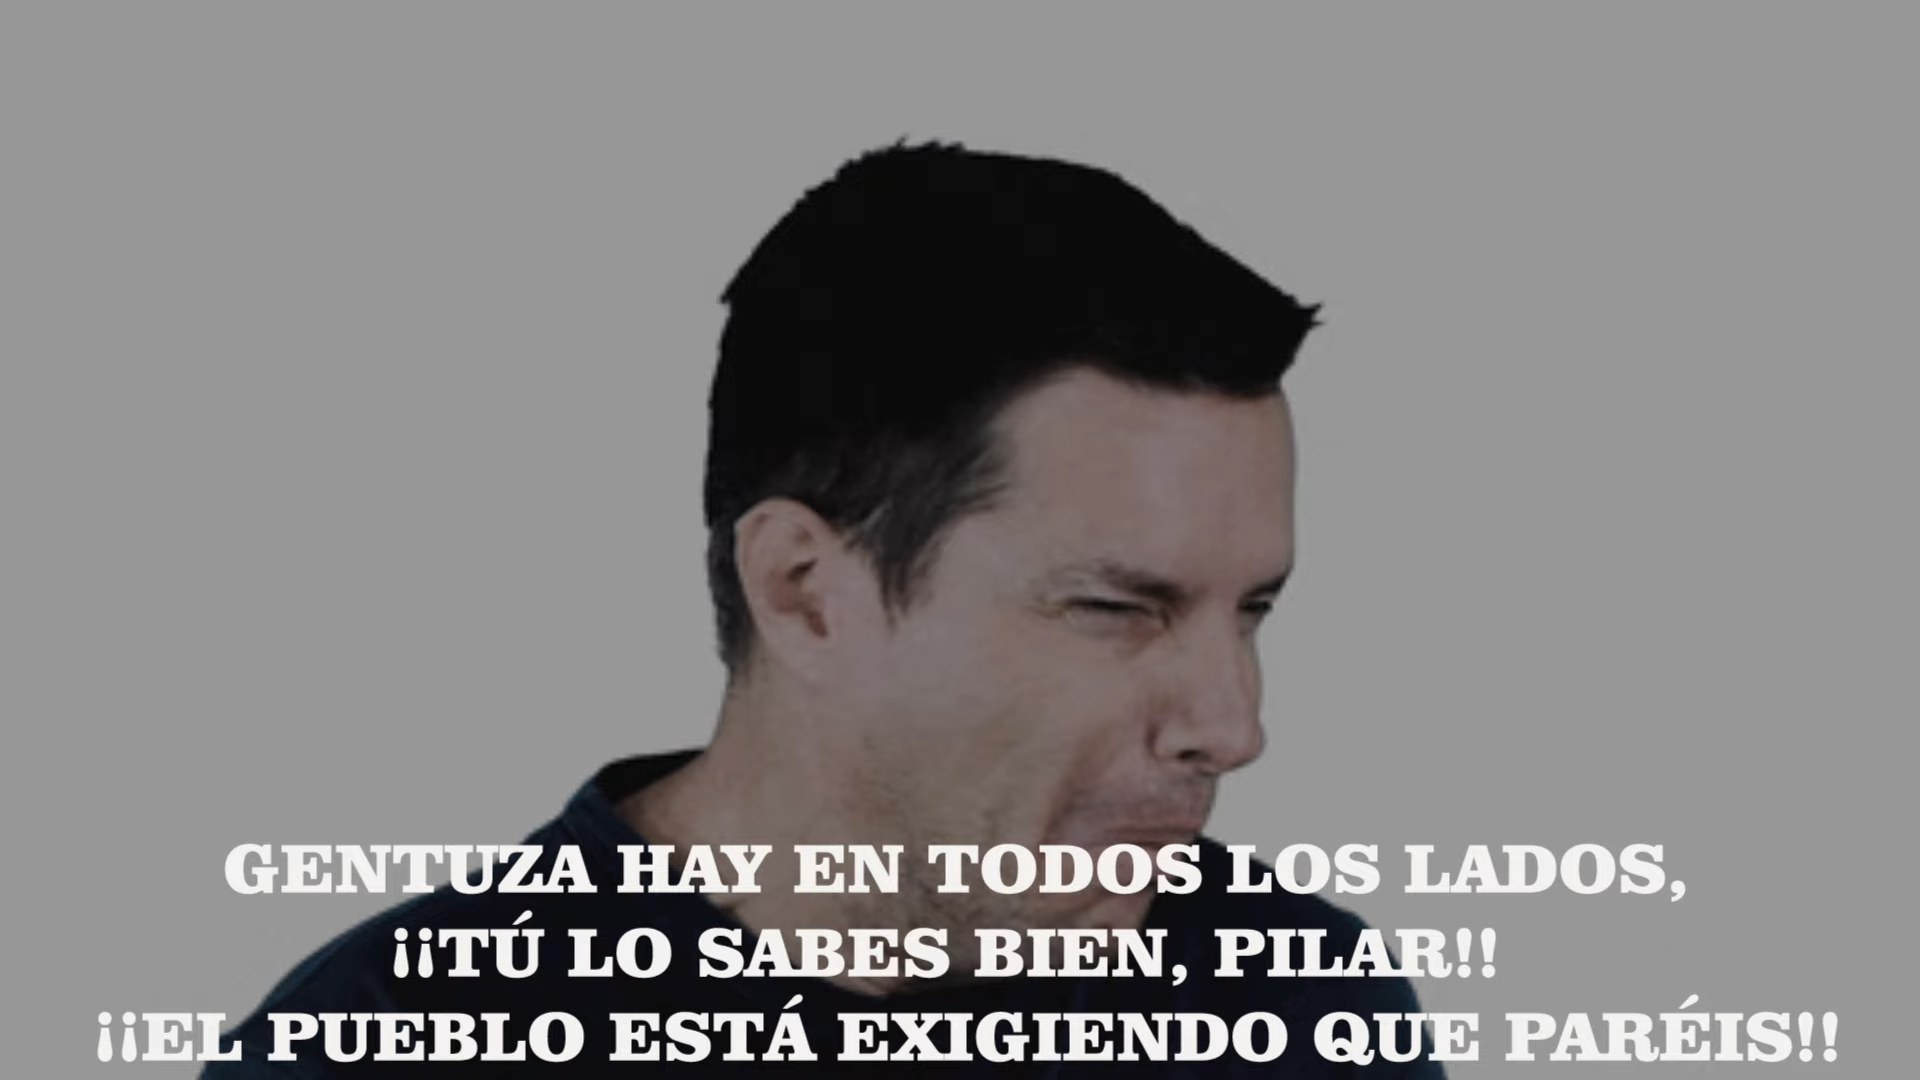 GENTUZA HAY EN TODOS LOS LADOS,
¡¡TÚ LO SABES BIEN, PILAR!!
¡¡EL PUEBLO ESTÁ EXIGIENDO QUE PARÉIS!!